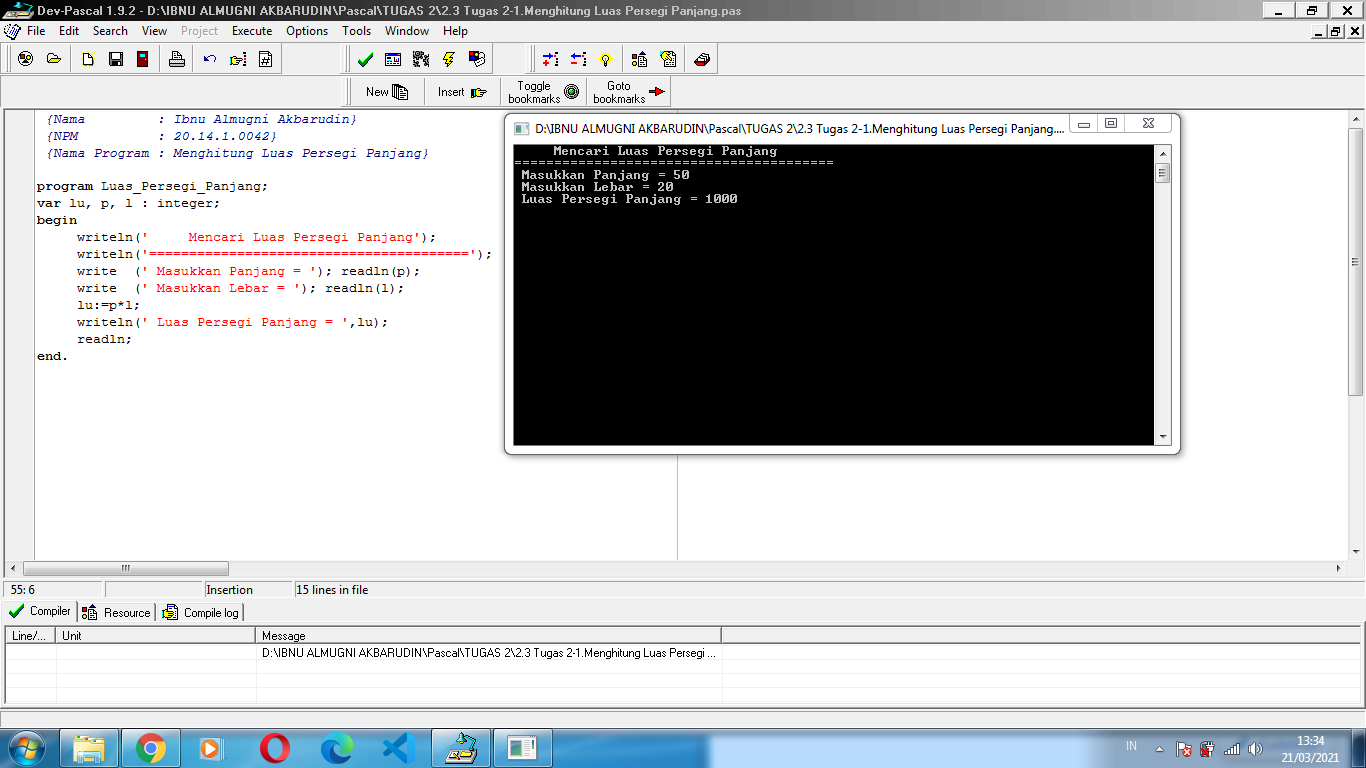 Dev-Pascal 1.9.2 - D:\IBNU ALMUGNI AKBARUDIN\Pascal\TUGAS 2\2.3 Tugas 2-1.Menghitung Luas Persegi Panjang.pas
File Edit Search View Project Execute Options Tools Window Help
New Insert Toggle bookmarks Goto bookmarks
{Nama : Ibnu Almugni Akbarudin}
{NPM : 20.14.1.0042}
{Nama Program : Menghitung Luas Persegi Panjang}
program Luas_Persegi_Panjang;
var lu, p, l : integer;
begin
writeln('     Mencari Luas Persegi Panjang');
writeln('========================================');
write  (' Masukkan Panjang = '); readln(p);
write  (' Masukkan Lebar = '); readln(l);
lu:=p*l;
writeln(' Luas Persegi Panjang = ',lu);
readln;
end.
D:\IBNU ALMUGNI AKBARUDIN\Pascal\TUGAS 2\2.3 Tugas 2-1.Menghitung Luas Persegi Panjang....
Mencari Luas Persegi Panjang
========================================
Masukkan Panjang = 50
Masukkan Lebar = 20
Luas Persegi Panjang = 1000
55: 6 Insertion 15 lines in file
Compiler Resource Compile log
Line/... Unit Message
D:\IBNU ALMUGNI AKBARUDIN\Pascal\TUGAS 2\2.3 Tugas 2-1.Menghitung Luas Persegi ...
IN 13:34
21/03/2021